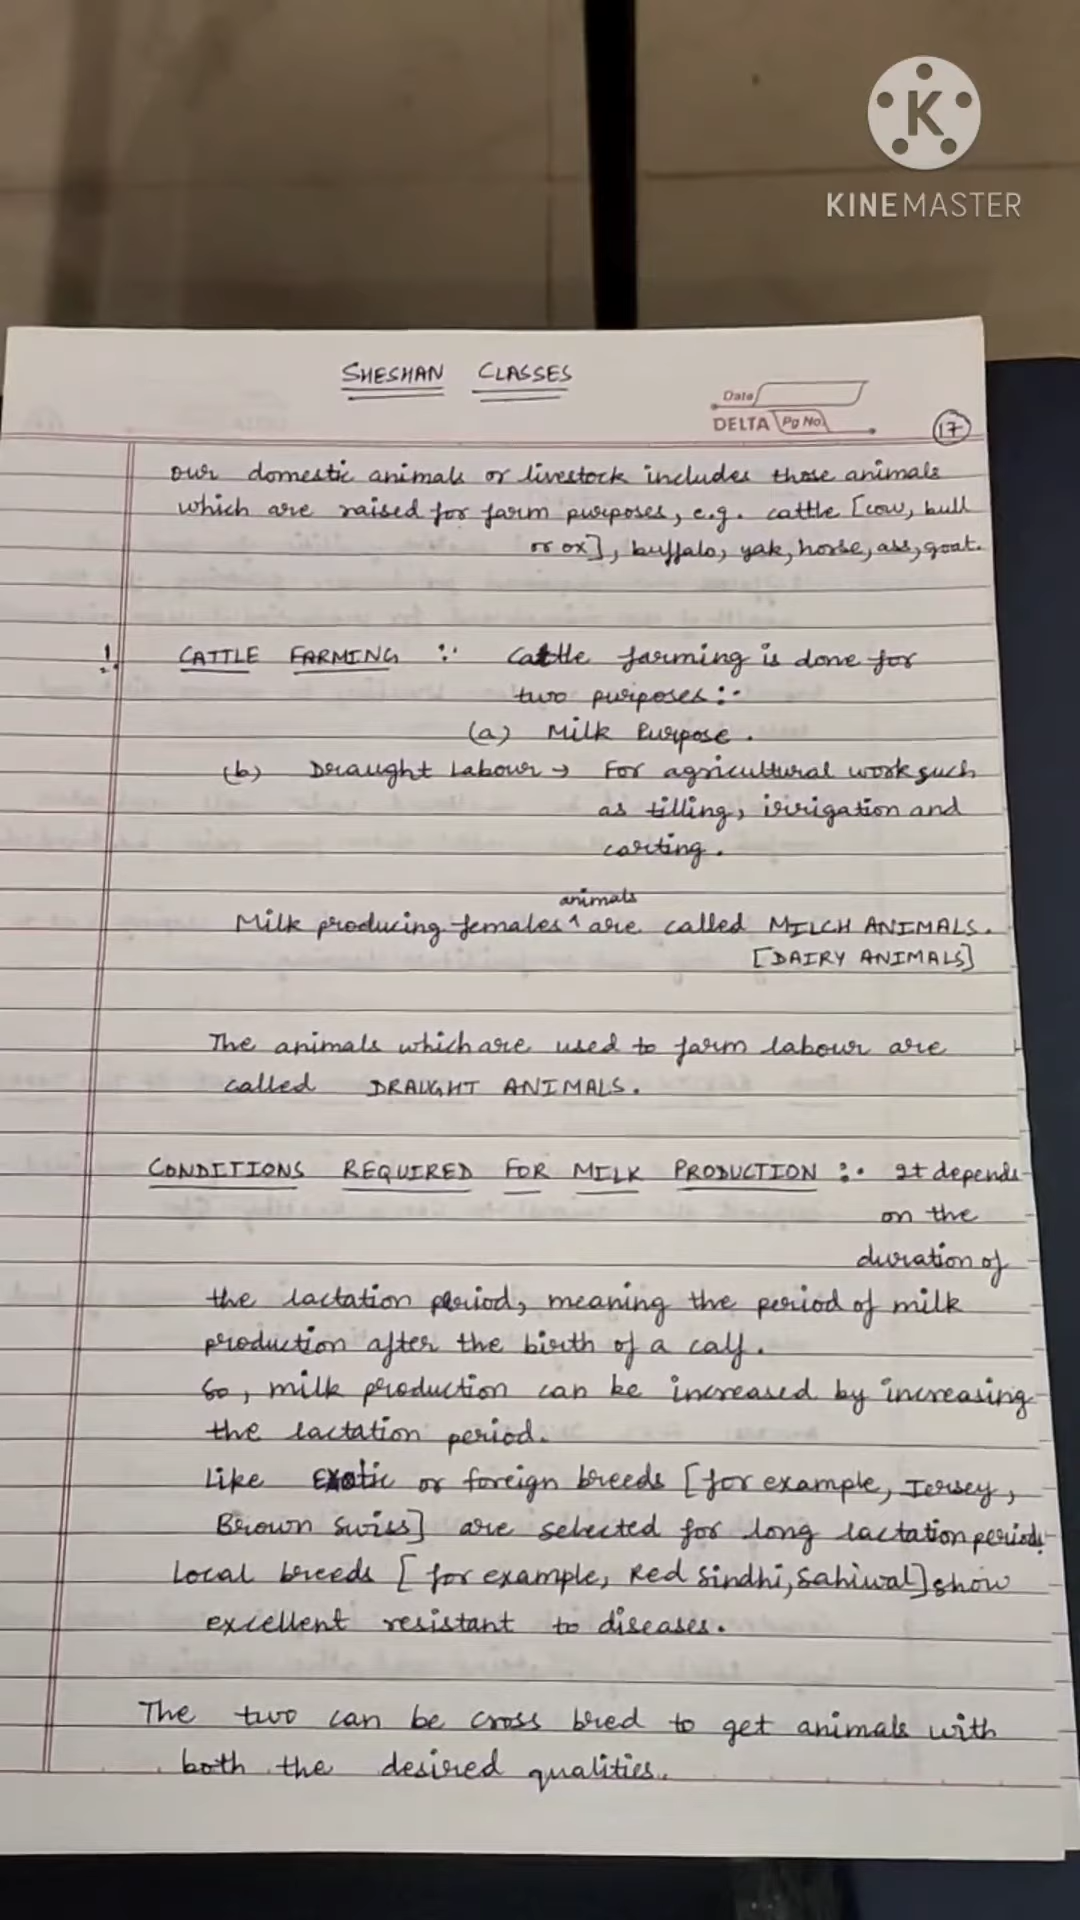 K
KINEMASTER
SHESHAN CLASSES
Date
DELTA Pg No.
17
our domestic animals or livestock includes those animals
which are raised for farm purposes, e.g. cattle [cow, bull
or ox], buffalo, yak, horse, ass, goat.
1. CATTLE FARMING :- Cattle farming is done for
two purposes :-
(a) Milk Purpose.
(b) Draught Labour → For agricultural work such
as tilling, irrigation and
carting.
animals
Milk producing females ^ are called MILCH ANIMALS.
[DAIRY ANIMALS]
The animals which are used to farm labour are
called DRAUGHT ANIMALS.
CONDITIONS REQUIRED FOR MILK PRODUCTION :- It depends
on the
duration of
the lactation period, meaning the period of milk
production after the birth of a calf.
So, milk production can be increased by increasing
the lactation period.
Like Exotic or foreign breeds [for example, Jersey,
Brown Swiss] are selected for long lactation periods.
Local breeds [for example, Red Sindhi, Sahiwal] show
excellent resistant to diseases.
The two can be cross bred to get animals with
both the desired qualities.